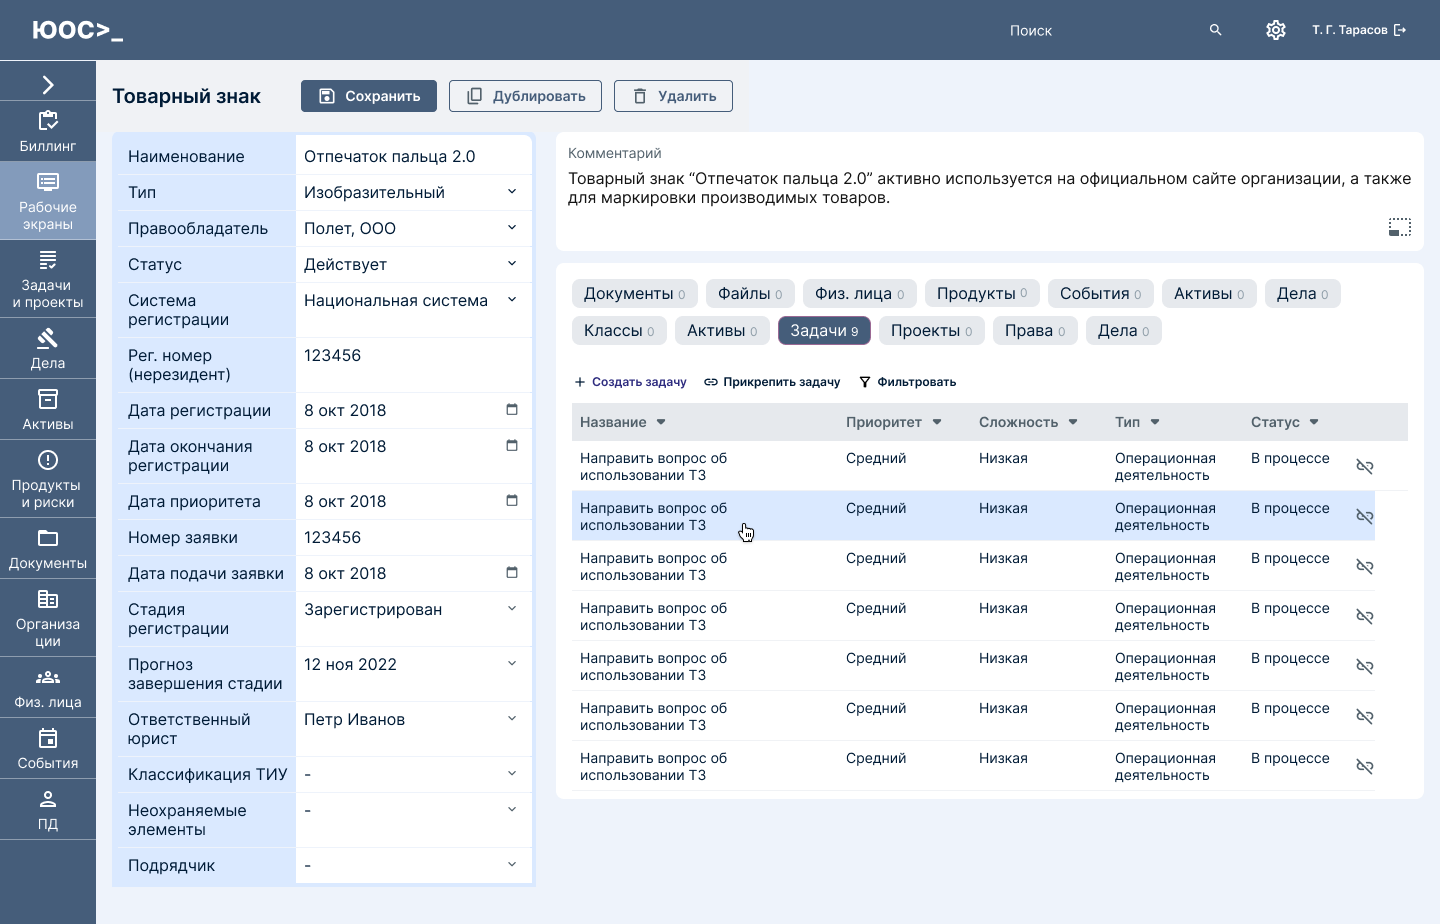 ЮОС>_
Поиск
Т. Г. Тарасов
Биллинг
Рабочие
экраны
Задачи
и проекты
Дела
Активы
Продукты
и риски
Документы
Организа
ции
Физ. лица
События
ПД
Товарный знак
Сохранить
Дублировать
Удалить
Наименование
Отпечаток пальца 2.0
Тип
Изобразительный
Правообладатель
Полет, ООО
Статус
Действует
Система
регистрации
Национальная система
Рег. номер
(нерезидент)
123456
Дата регистрации
8 окт 2018
Дата окончания
регистрации
8 окт 2018
Дата приоритета
8 окт 2018
Номер заявки
123456
Дата подачи заявки
8 окт 2018
Стадия
регистрации
Зарегистрирован
Прогноз
завершения стадии
12 ноя 2022
Ответственный
юрист
Петр Иванов
Классификация ТИУ
-
Неохраняемые
элементы
-
Подрядчик
-
Комментарий
Товарный знак “Отпечаток пальца 2.0” активно используется на официальном сайте организации, а также
для маркировки производимых товаров.
Документы 0 Файлы 0 Физ. лица 0 Продукты 0 События 0 Активы 0 Дела 0
Классы 0 Активы 0 Задачи 9 Проекты 0 Права 0 Дела 0
+ Создать задачу Прикрепить задачу Фильтровать
Название Приоритет Сложность Тип Статус
Направить вопрос об
использовании ТЗ
Средний
Низкая
Операционная
деятельность
В процессе
Направить вопрос об
использовании ТЗ
Средний
Низкая
Операционная
деятельность
В процессе
Направить вопрос об
использовании ТЗ
Средний
Низкая
Операционная
деятельность
В процессе
Направить вопрос об
использовании ТЗ
Средний
Низкая
Операционная
деятельность
В процессе
Направить вопрос об
использовании ТЗ
Средний
Низкая
Операционная
деятельность
В процессе
Направить вопрос об
использовании ТЗ
Средний
Низкая
Операционная
деятельность
В процессе
Направить вопрос об
использовании ТЗ
Средний
Низкая
Операционная
деятельность
В процессе